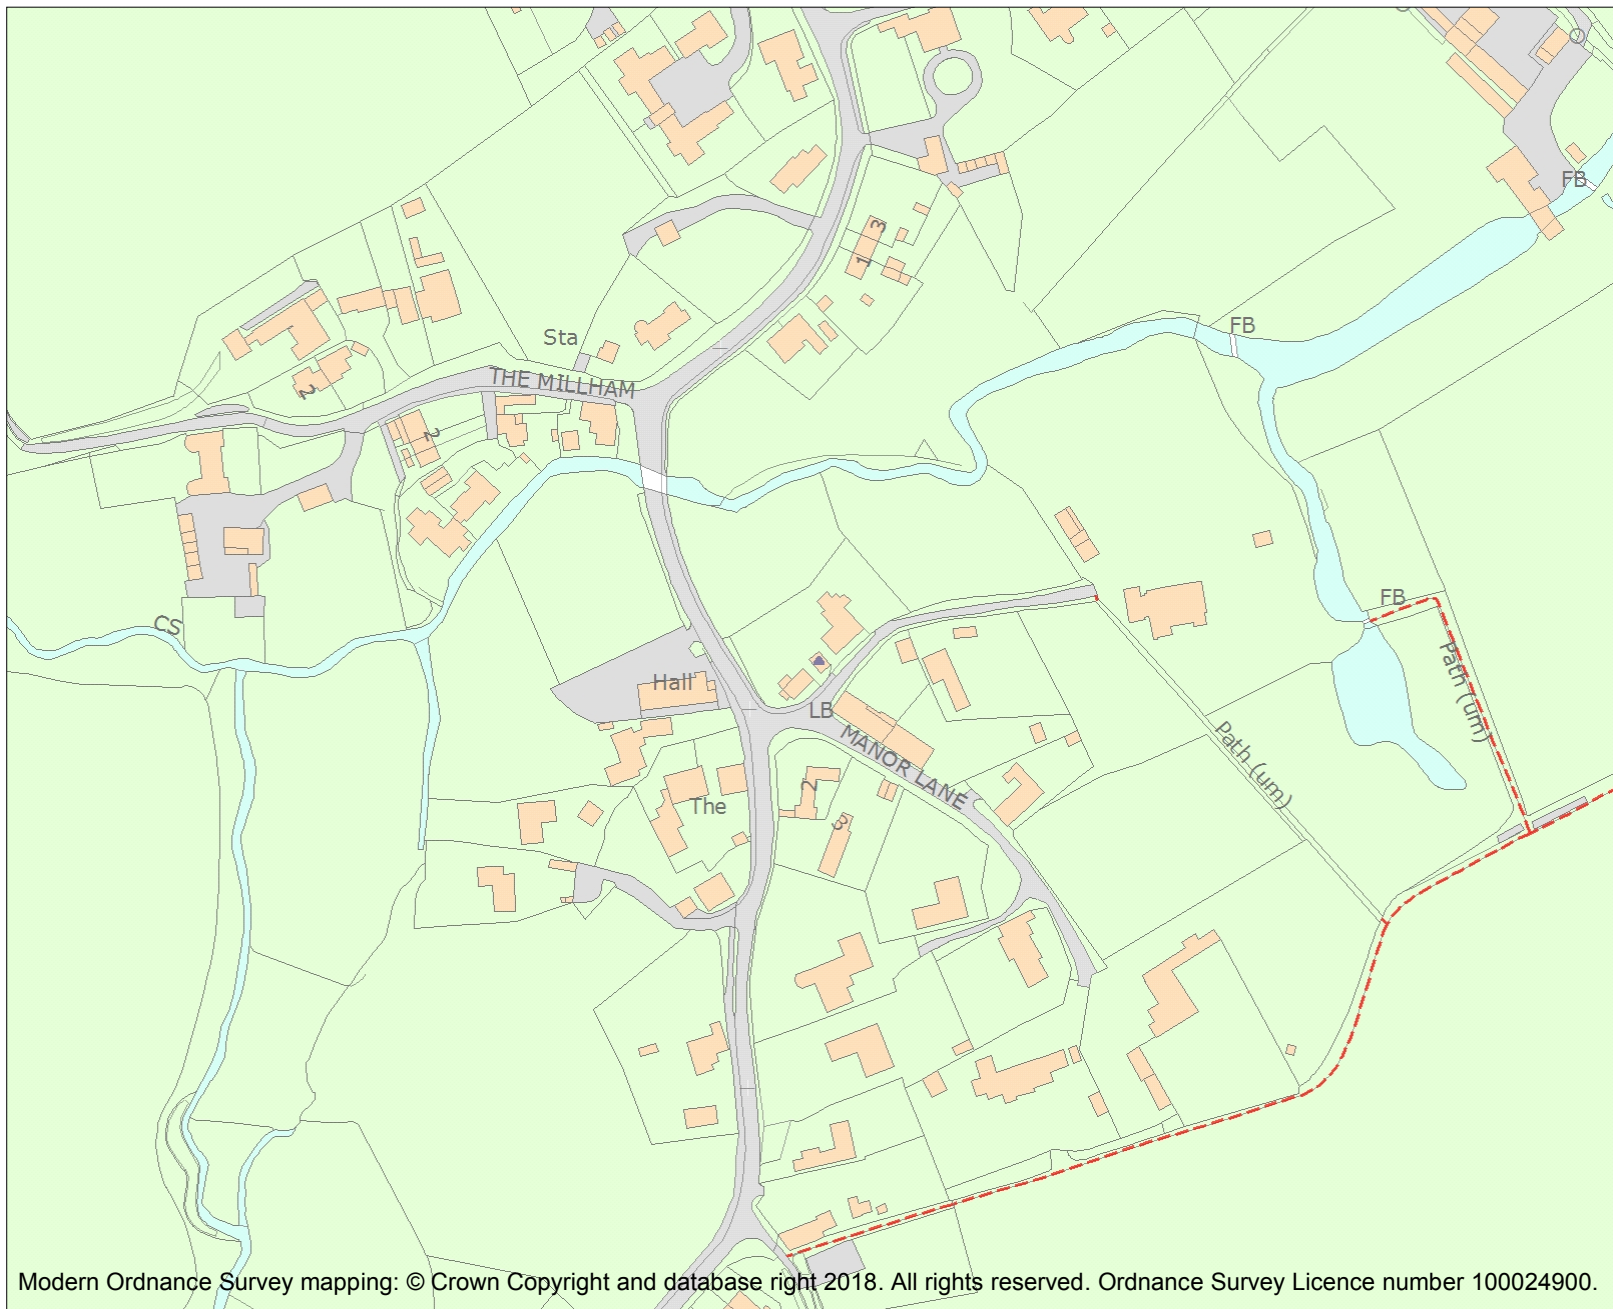 FB
3
1
FB
Sta
THE MILLHAM
2
2
FB
CS
Path (um)
Hall
LB
Path (um)
MANOR LANE
2
The
3
Modern Ordnance Survey mapping: © Crown Copyright and database right 2018. All rights reserved. Ordnance Survey Licence number 100024900.